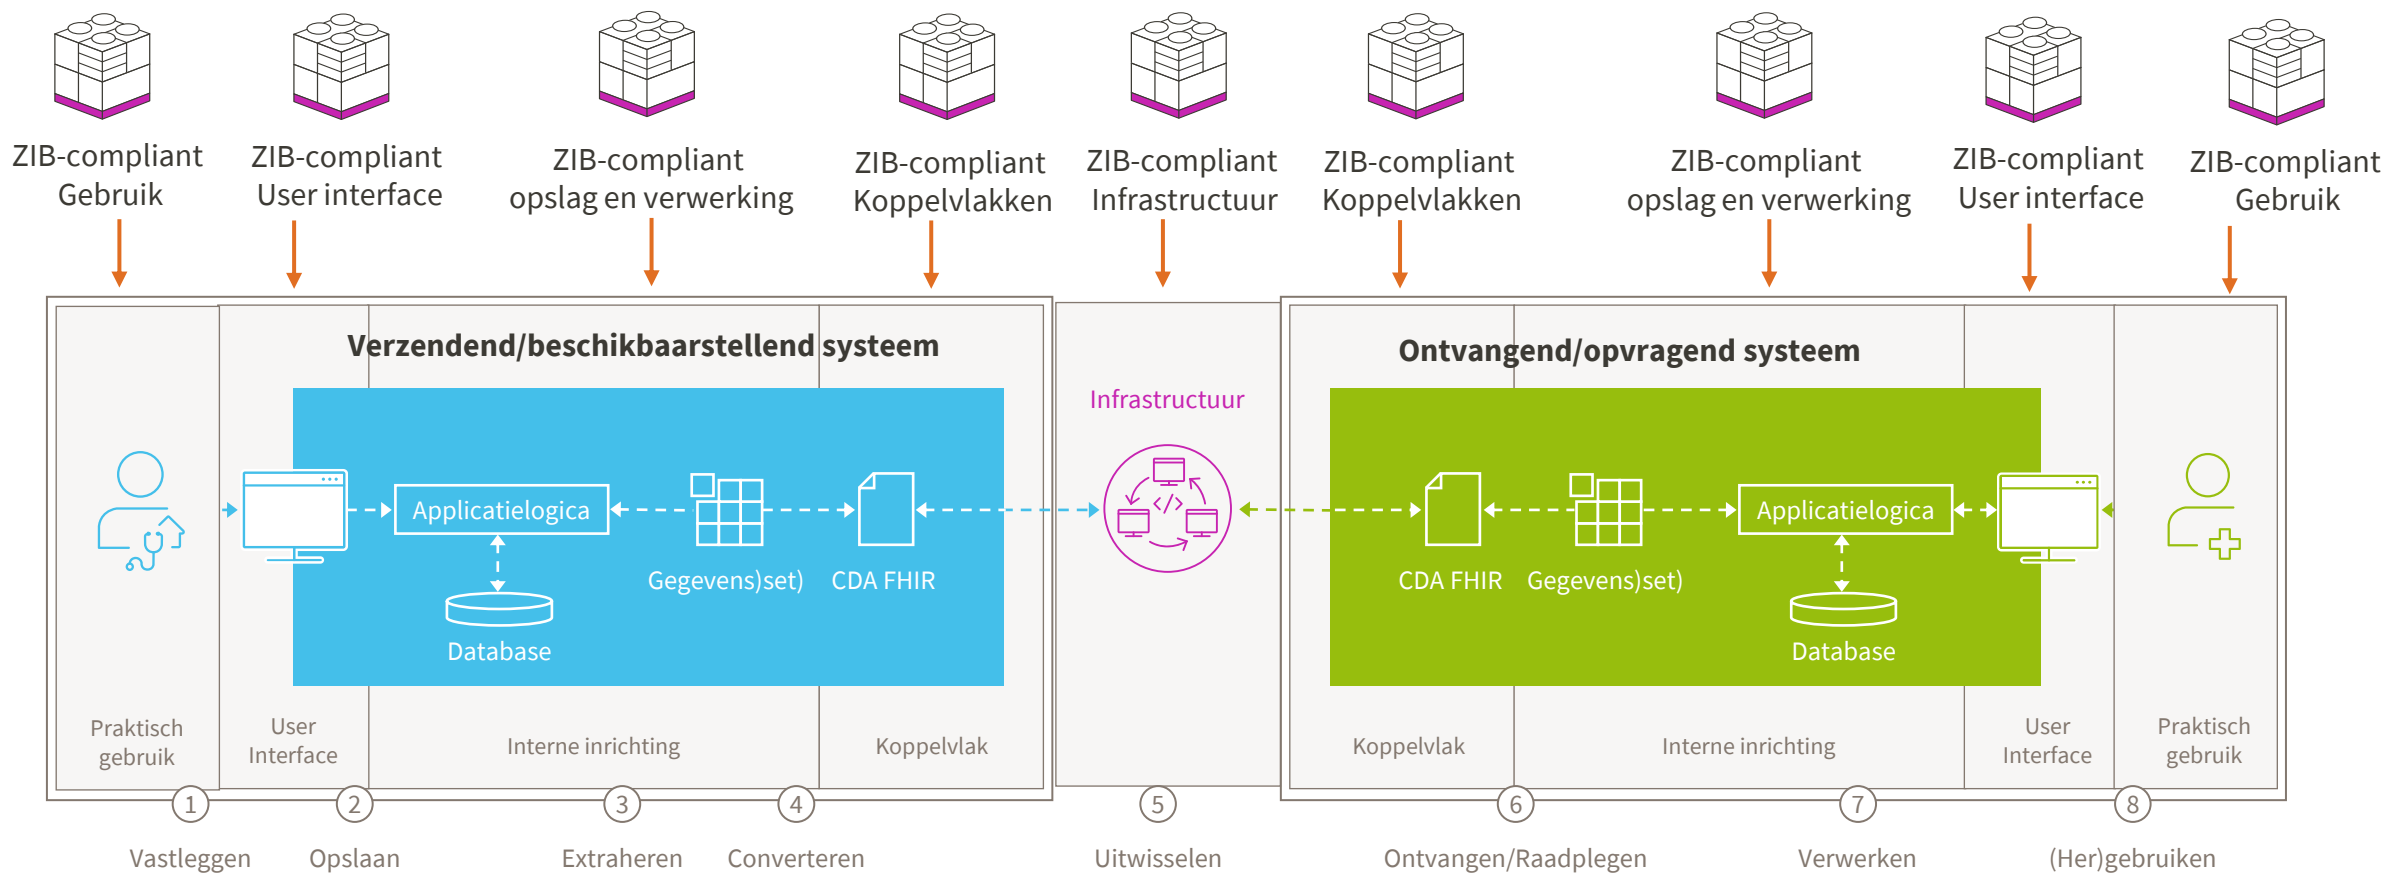 ZIB-compliant
Gebruik
ZIB-compliant
User interface
ZIB-compliant
opslag en verwerking
ZIB-compliant
Koppelvlakken
ZIB-compliant
Infrastructuur
ZIB-compliant
Koppelvlakken
ZIB-compliant
opslag en verwerking
ZIB-compliant
User interface
ZIB-compliant
Gebruik
Verzendend/beschikbaarstellend systeem
Infrastructuur
</>
Ontvangend/opvragend systeem
Applicatielogica
Gegevens)set)
CDA FHIR
Database
CDA FHIR
Gegevens)set)
Applicatielogica
Database
Praktisch
gebruik
User
Interface
Interne inrichting
Koppelvlak
Koppelvlak
Interne inrichting
User
Interface
Praktisch
gebruik
1
2
3
4
5
6
7
8
Vastleggen
Opslaan
Extraheren
Converteren
Uitwisselen
Ontvangen/Raadplegen
Verwerken
(Her)gebruiken